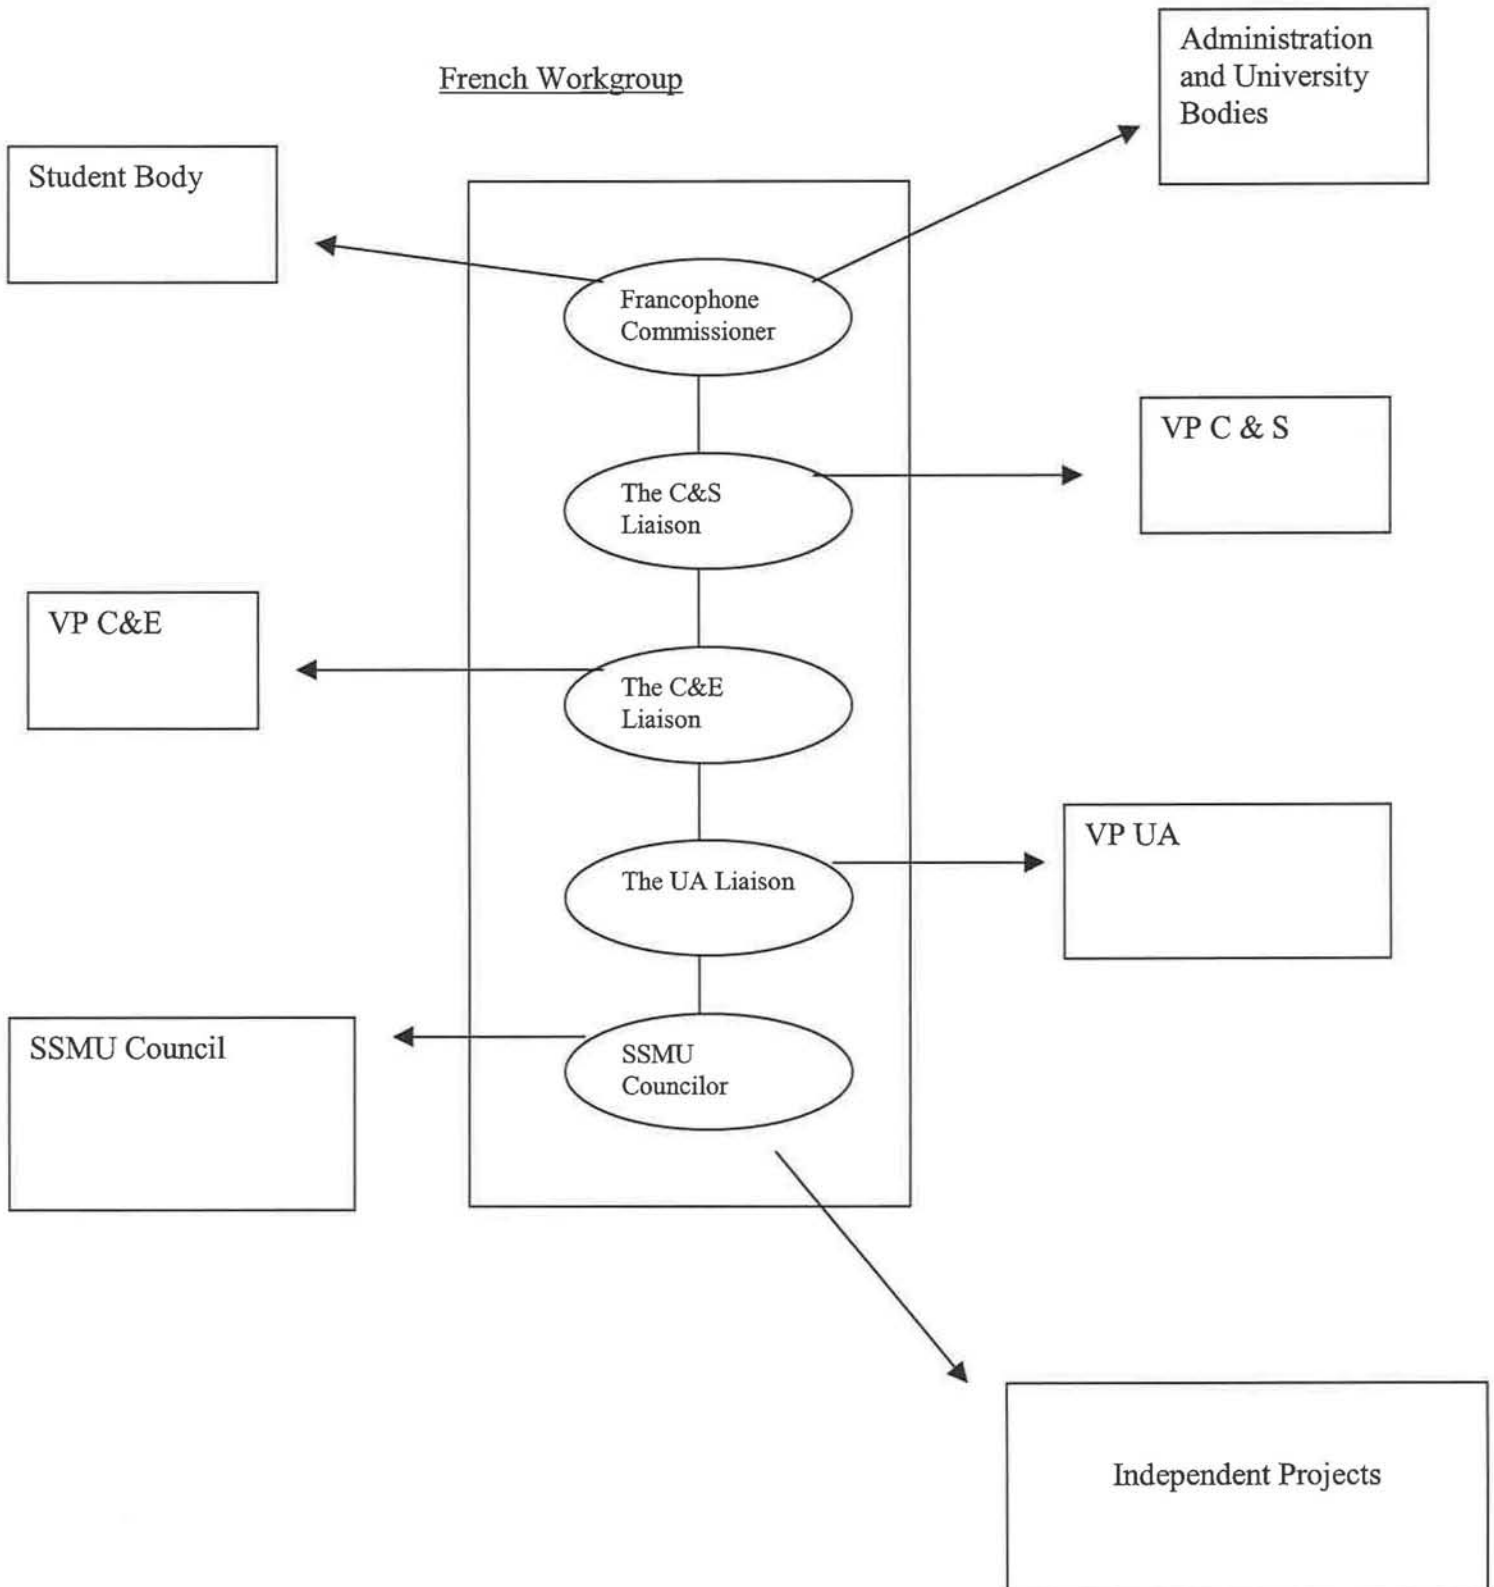 French Workgroup
Administration
and University
Bodies
Student Body
Francophone
Commissioner
VP C & S
The C&S
Liaison
VP C&E
The C&E
Liaison
VP UA
The UA Liaison
SSMU Council
SSMU
Councilor
Independent Projects